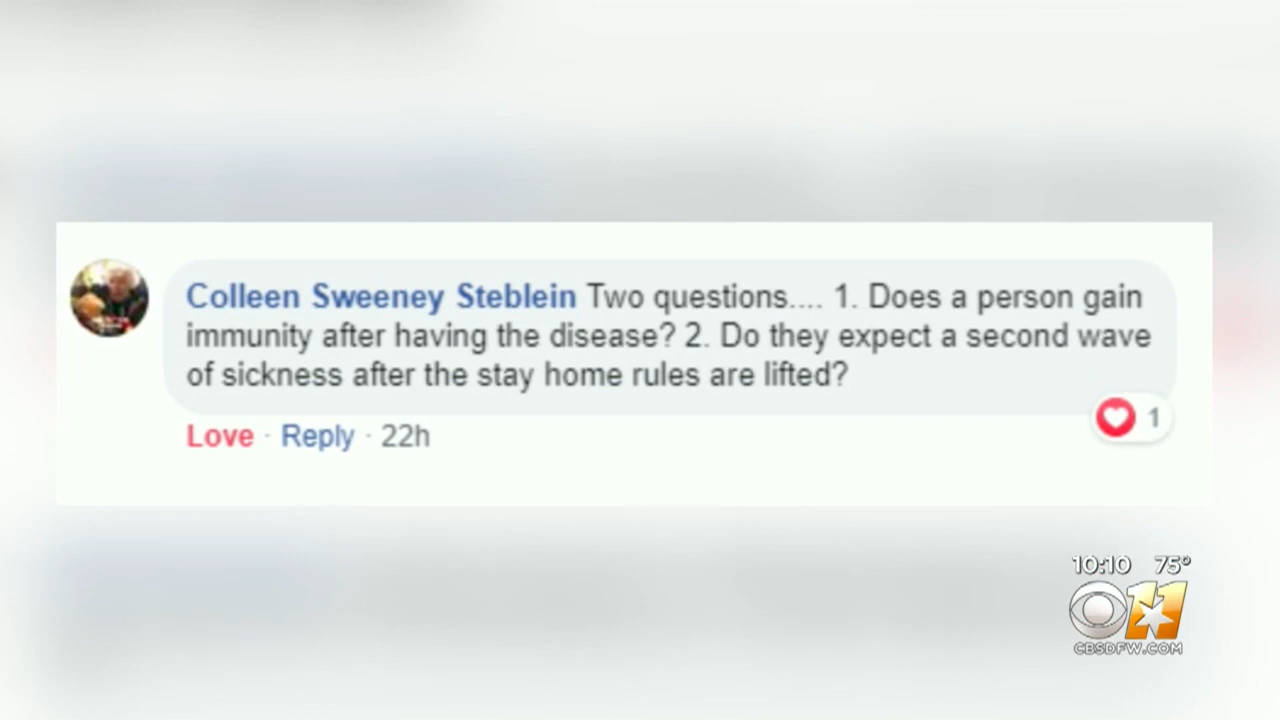 Colleen Sweeney Steblein Two questions.... 1. Does a person gain
immunity after having the disease? 2. Do they expect a second wave
of sickness after the stay home rules are lifted?
1
Love · Reply · 22h
10:10 75°
11
CBSDFW.COM